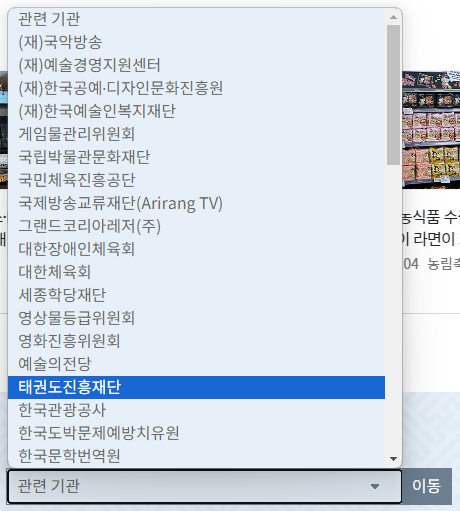 관련 기관
(재)국악방송
(재)예술경영지원센터
(재)한국공예·디자인문화진흥원
(재)한국예술인복지재단
게임물관리위원회
국립박물관문화재단
국민체육진흥공단
국제방송교류재단(Arirang TV)
그랜드코리아레저(주)
대한장애인체육회
대한체육회
세종학당재단
영상물등급위원회
영화진흥위원회
예술의전당
태권도진흥재단
한국관광공사
한국도박문제예방치유원
한국문학번역원
농식품 수
이 라면이
04 농림축
관련 기관
이동